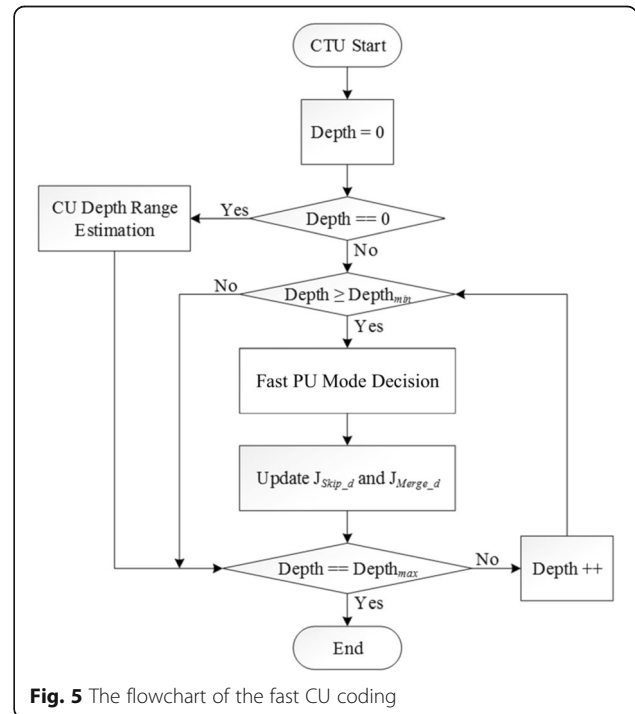 CTU Start
Depth = 0
Depth == 0
Yes
CU Depth Range
Estimation
No
Depth ≥ Depthmin
No
Yes
Fast PU Mode Decision
Update JSkip_d and JMerge_d
Depth == Depthmax
No
Depth ++
Yes
End
Fig. 5 The flowchart of the fast CU coding